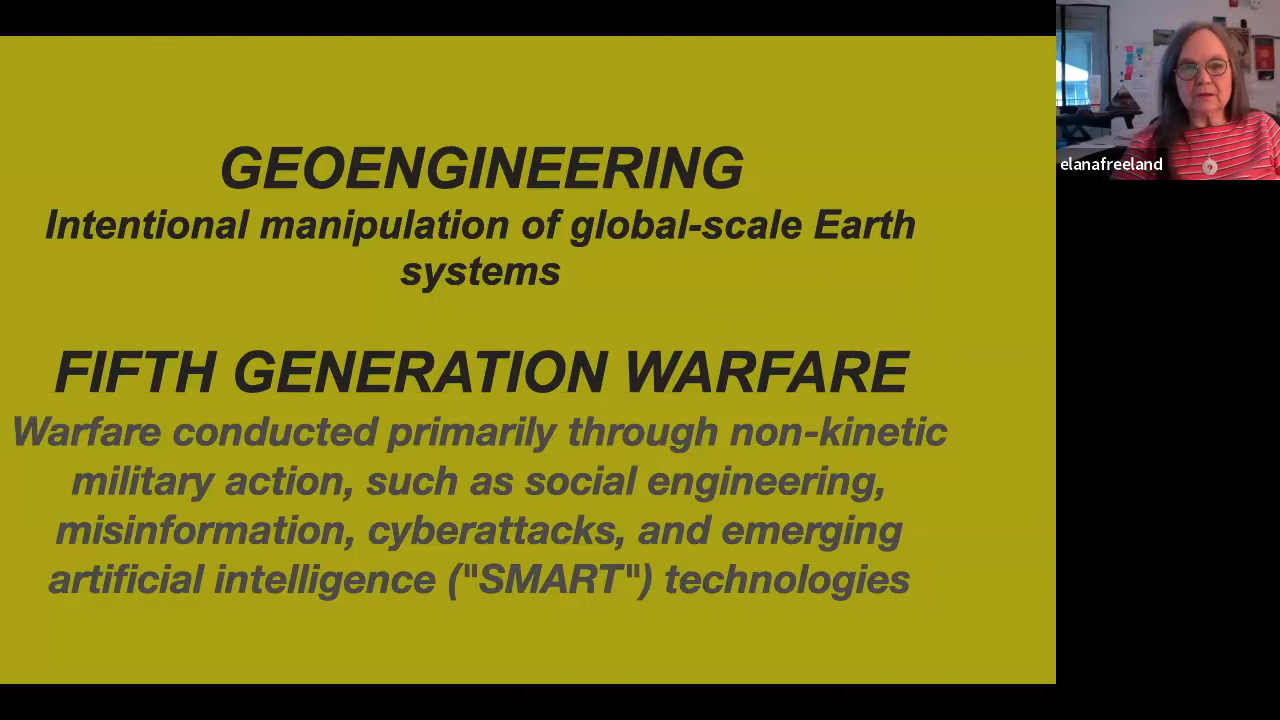 GEOENGINEERING
Intentional manipulation of global-scale Earth
systems
FIFTH GENERATION WARFARE
Warfare conducted primarily through non-kinetic
military action, such as social engineering,
misinformation, cyberattacks, and emerging
artificial intelligence ("SMART") technologies
elanafreeland